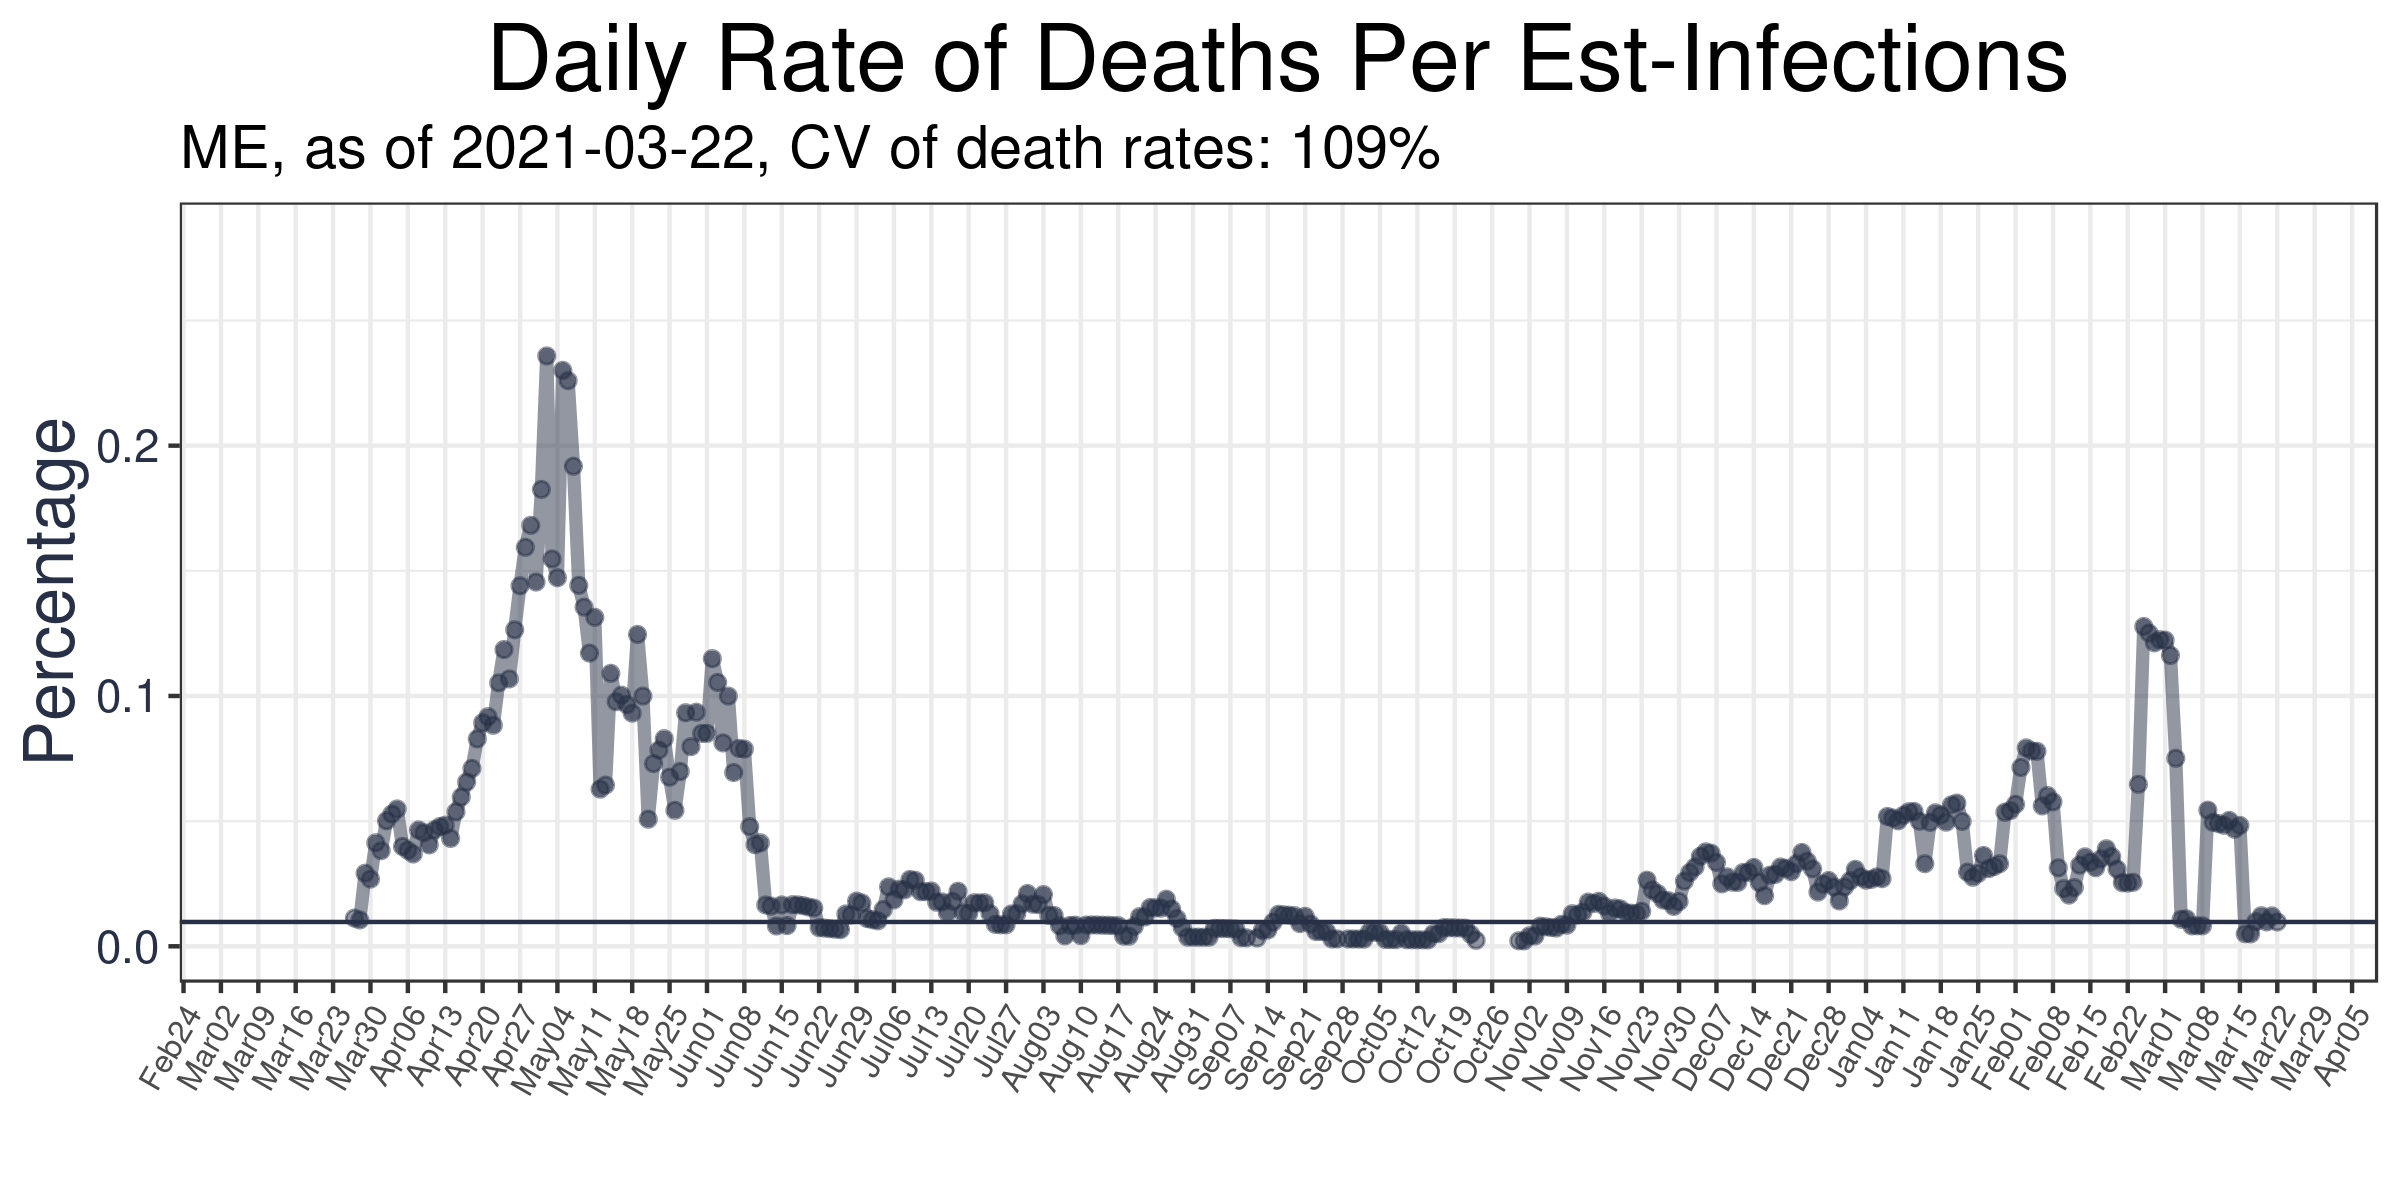 Daily Rate of Deaths Per Est-Infections
ME, as of 2021-03-22, CV of death rates: 109%
Percentage
0.2
0.1
0.0
Feb24
Mar02
Mar09
Mar16
Mar23
Mar30
Apr06
Apr13
Apr20
Apr27
May04
May11
May18
May25
Jun01
Jun08
Jun15
Jun22
Jun29
Jul06
Jul13
Jul20
Jul27
Aug03
Aug10
Aug17
Aug24
Aug31
Sep07
Sep14
Sep21
Sep28
Oct05
Oct12
Oct19
Oct26
Nov02
Nov09
Nov16
Nov23
Nov30
Dec07
Dec14
Dec21
Dec28
Jan04
Jan11
Jan18
Jan25
Feb01
Feb08
Feb15
Feb22
Mar01
Mar08
Mar15
Mar22
Mar29
Apr05